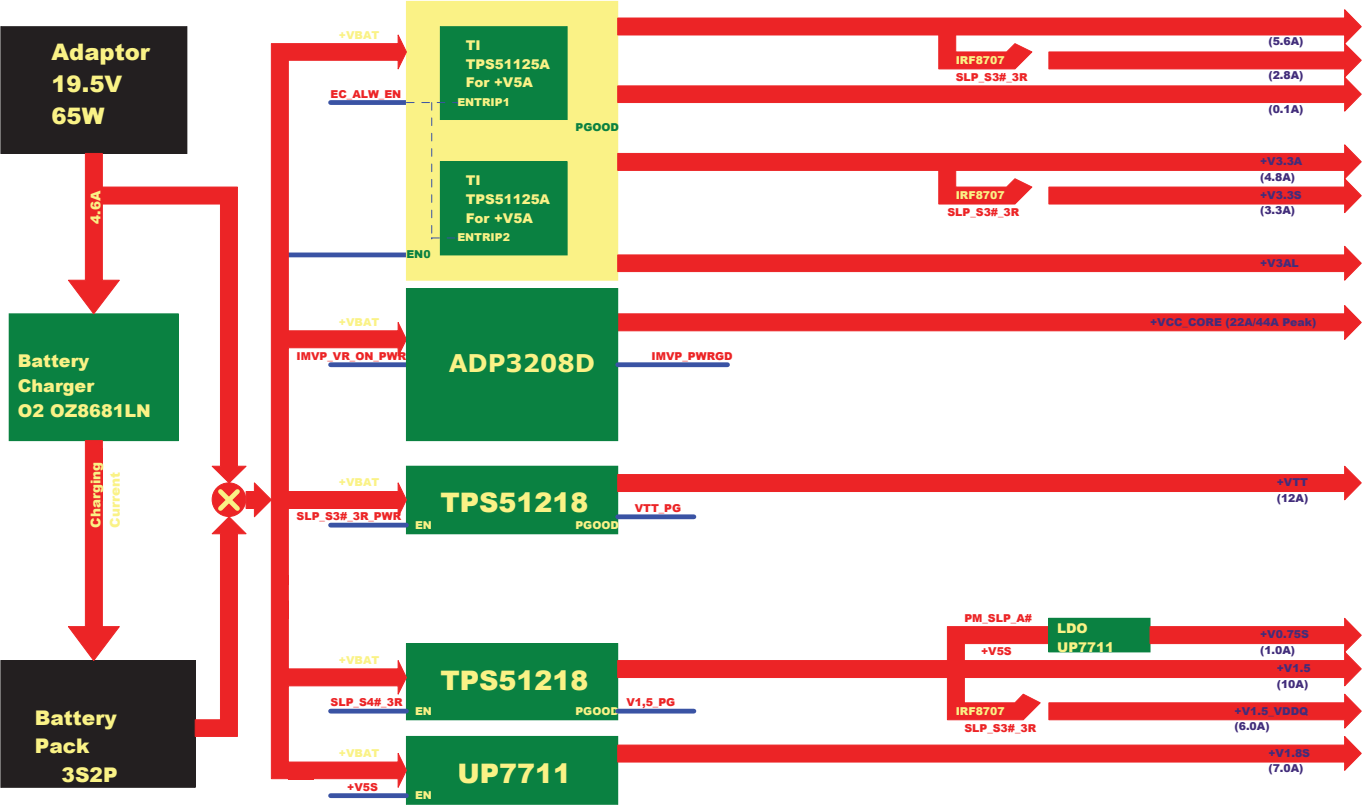 Adaptor
19.5V
65W
4.6A
Battery
Charger
O2 OZ8681LN
Charging
Current
Battery
Pack
3S2P
+VBAT
EC_ALW_EN
TI
TPS51125A
For +V5A
ENTRIP1
PGOOD
TI
TPS51125A
For +V5A
ENTRIP2
EN0
(5.6A)
IRF8707
SLP_S3#_3R
(2.8A)
(0.1A)
+V3.3A
(4.8A)
IRF8707
SLP_S3#_3R
+V3.3S
(3.3A)
+V3AL
+VBAT
IMVP_VR_ON_PWR
ADP3208D
IMVP_PWRGD
+VCC_CORE (22A/44A Peak)
+VBAT
SLP_S3#_3R_PWR
TPS51218
EN
PGOOD
VTT_PG
+VTT
(12A)
+VBAT
SLP_S4#_3R
TPS51218
EN
PGOOD
V1,5_PG
PM_SLP_A#
+V5S
LDO
UP7711
+V0.75S
(1.0A)
+V1.5
(10A)
IRF8707
SLP_S3#_3R
+V1.5_VDDQ
(6.0A)
+VBAT
+V5S
UP7711
EN
+V1.8S
(7.0A)